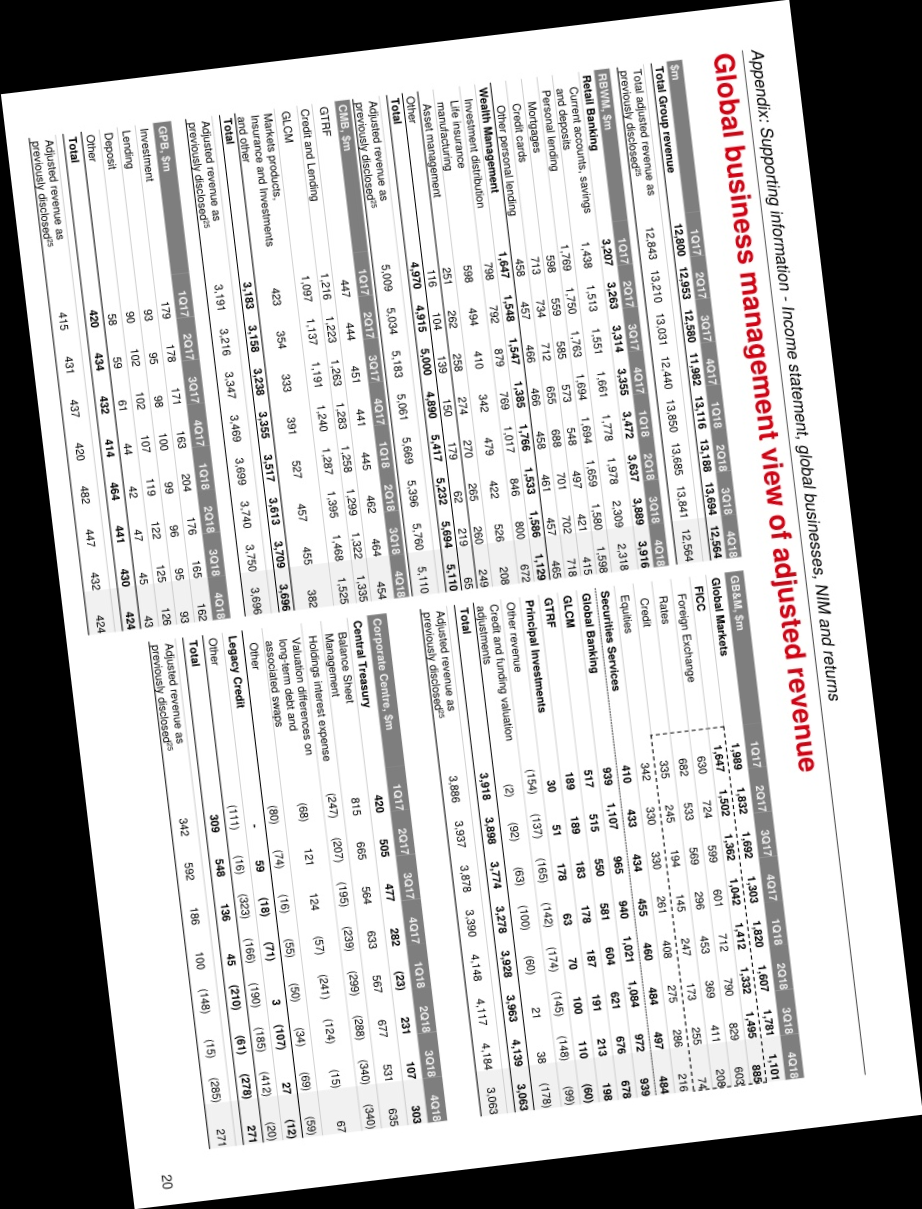 Appendix: Supporting information - Income statement, global businesses, NIM and returns
Global business management view of adjusted revenue
$m 1Q17 2Q17 3Q17 4Q17 1Q18 2Q18 3Q18 4Q18
Total Group revenue 12,800 12,953 12,580 11,982 13,116 13,188 13,694 12,564
Total adjusted revenue as
previously disclosed25 12,843 13,210 13,031 12,440 13,850 13,685 13,841 12,564
RBWM, $m 1Q17 2Q17 3Q17 4Q17 1Q18 2Q18 3Q18 4Q18
Retail Banking 3,207 3,263 3,314 3,355 3,472 3,637 3,889 3,916
Current accounts, savings
and deposits 1,438 1,513 1,551 1,661 1,778 1,978 2,309 2,318
Personal lending 1,769 1,750 1,763 1,694 1,694 1,659 1,580 1,598
Mortgages 598 559 585 573 548 497 421 415
Credit cards 713 734 712 655 688 701 702 718
Other personal lending 458 457 466 466 458 461 457 465
Wealth Management 1,647 1,548 1,547 1,385 1,766 1,533 1,586 1,129
Investment distribution 798 792 879 769 1,017 846 800 672
Life insurance
manufacturing 598 494 410 342 479 422 526 208
Asset management 251 262 258 274 270 265 260 249
Other 116 104 139 150 179 62 219 65
Total 4,970 4,915 5,000 4,890 5,417 5,232 5,694 5,110
Adjusted revenue as
previously disclosed25 5,009 5,034 5,183 5,061 5,669 5,396 5,760 5,110
CMB, $m 1Q17 2Q17 3Q17 4Q17 1Q18 2Q18 3Q18 4Q18
GTRF 447 444 451 441 445 462 464 454
Credit and Lending 1,216 1,223 1,263 1,283 1,258 1,299 1,322 1,335
GLCM 1,097 1,137 1,191 1,240 1,287 1,395 1,468 1,525
Markets products,
Insurance and Investments
and other 423 354 333 391 527 457 455 382
Total 3,183 3,158 3,238 3,355 3,517 3,613 3,709 3,696
Adjusted revenue as
previously disclosed25 3,191 3,216 3,347 3,469 3,699 3,740 3,750 3,696
GPB, $m 1Q17 2Q17 3Q17 4Q17 1Q18 2Q18 3Q18 4Q18
Investment 179 178 171 163 204 176 165 162
Lending 93 95 98 100 99 96 95 93
Deposit 90 102 102 107 119 122 125 126
Other 58 59 61 44 42 47 45 43
Total 420 434 432 414 464 441 430 424
Adjusted revenue as
previously disclosed25 415 431 437 420 482 447 432 424
GB&M, $m 1Q17 2Q17 3Q17 4Q17 1Q18 2Q18 3Q18 4Q18
Global Markets 1,989 1,832 1,692 1,303 1,820 1,607 1,781 1,101
FICC 1,647 1,502 1,362 1,042 1,412 1,332 1,495 885
Foreign Exchange 630 724 599 601 712 790 829 603
Rates 682 533 569 296 453 369 411 208
Credit 335 245 194 145 247 173 255 74
Equities 342 330 330 261 408 275 286 216
Securities Services 410 433 434 455 460 484 497 484
Global Banking 939 1,107 965 940 1,021 1,084 972 939
GLCM 517 515 550 581 604 621 676 678
GTRF 189 189 183 178 187 191 213 198
Principal Investments 30 51 178 63 70 100 110 (60)
Other revenue (154) (137) (165) (142) (174) (145) (148) (99)
Credit and funding valuation
adjustments (2) (92) (63) (100) (60) 21 38 (178)
Total 3,918 3,898 3,774 3,278 3,928 3,963 4,139 3,063
Adjusted revenue as
previously disclosed25 3,886 3,937 3,878 3,390 4,148 4,117 4,184 3,063
Corporate Centre, $m 1Q17 2Q17 3Q17 4Q17 1Q18 2Q18 3Q18 4Q18
Central Treasury 420 505 477 282 (23) 231 107 303
Balance Sheet
Management 815 665 564 633 567 677 531 635
Holdings interest expense (247) (207) (195) (239) (299) (288) (340) (340)
Valuation differences on
long-term debt and
associated swaps (68) 121 124 (57) (241) (124) (15) 67
Other (80) (74) (16) (55) (50) (34) (69) (59)
Legacy Credit - 59 (18) (71) 3 (107) 27 (12)
Other (111) (16) (323) (166) (190) (185) (412) (20)
Total 309 548 136 45 (210) (61) (278) 271
Adjusted revenue as
previously disclosed25 342 592 186 100 (148) (15) (285) 271
20